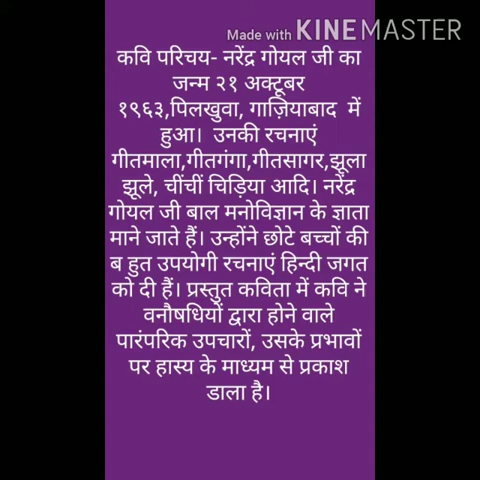 Made with KINEMASTER
कवि परिचय- नरेंद्र गोयल जी का
जन्म २१ अक्टूबर
१९६३,पिलखुवा, गाज़ियाबाद में
हुआ। उनकी रचनाएं
गीतमाला,गीतगंगा,गीतसागर,झूला
झूले, चींचीं चिड़िया आदि। नरेंद्र
गोयल जी बाल मनोविज्ञान के ज्ञाता
माने जाते हैं। उन्होंने छोटे बच्चों की
ब हुत उपयोगी रचनाएं हिन्दी जगत
को दी हैं। प्रस्तुत कविता में कवि ने
वनौषधियों द्वारा होने वाले
पारंपरिक उपचारों, उसके प्रभावों
पर हास्य के माध्यम से प्रकाश
डाला है।